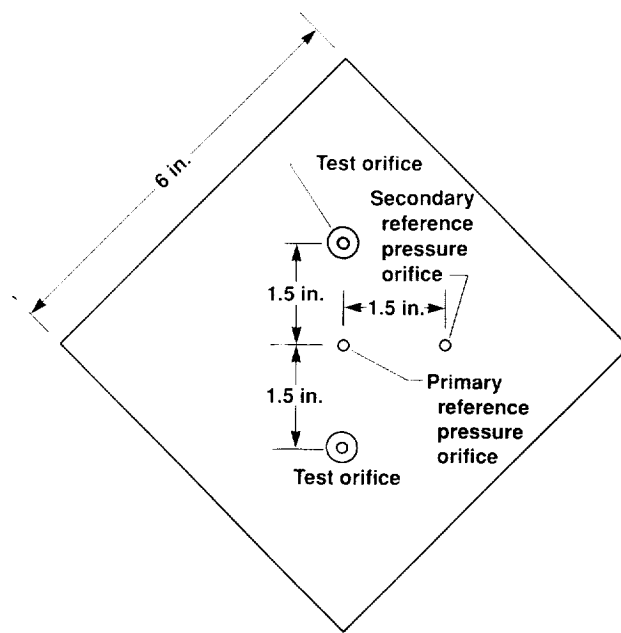 6 in.
Test orifice
Secondary
reference
pressure
orifice
1.5 in.
1.5 in.
1.5 in.
Primary
reference
pressure
orifice
Test orifice